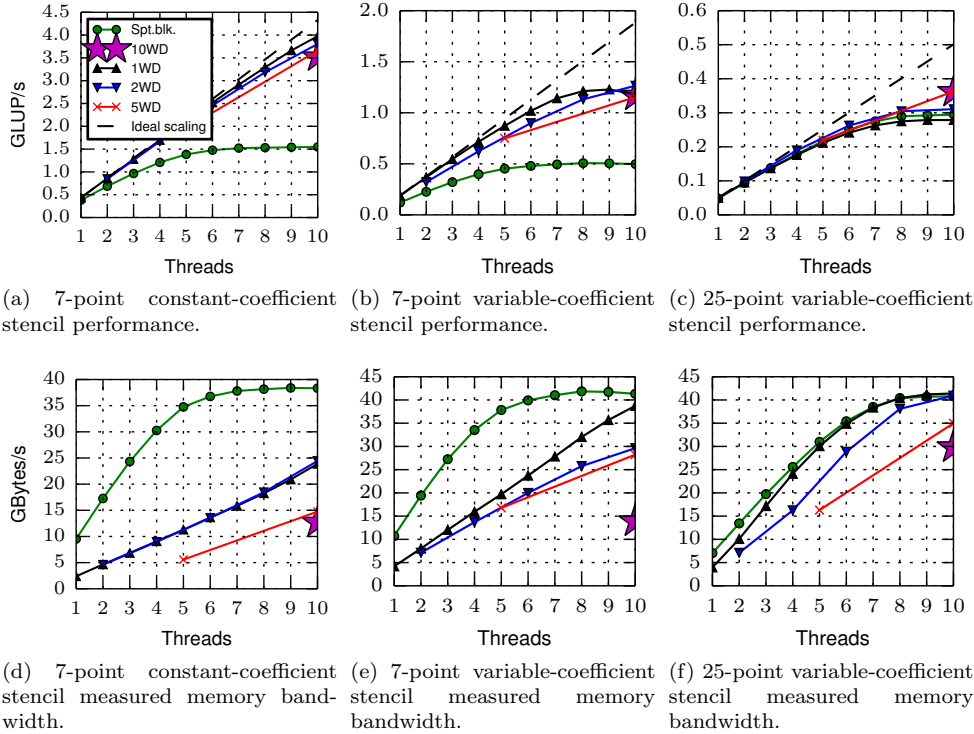 GLUP/s
4.5
4.0
3.5
3.0
2.5
2.0
1.5
1.0
0.5
0.0
Spt.blk.
10WD
1WD
2WD
5WD
Ideal scaling
1 2 3 4 5 6 7 8 9 10
Threads
2.0
1.5
1.0
0.5
0.0
1 2 3 4 5 6 7 8 9 10
Threads
0.6
0.5
0.4
0.3
0.2
0.1
0.0
1 2 3 4 5 6 7 8 9 10
Threads
(a) 7-point constant-coefficient
stencil performance.
(b) 7-point variable-coefficient
stencil performance.
(c) 25-point variable-coefficient
stencil performance.
GBytes/s
40
35
30
25
20
15
10
5
0
1 2 3 4 5 6 7 8 9 10
Threads
45
40
35
30
25
20
15
10
5
0
1 2 3 4 5 6 7 8 9 10
Threads
45
40
35
30
25
20
15
10
5
0
1 2 3 4 5 6 7 8 9 10
Threads
(d) 7-point constant-coefficient
stencil measured memory band-
width.
(e) 7-point variable-coefficient
stencil measured memory
bandwidth.
(f) 25-point variable-coefficient
stencil measured memory
bandwidth.